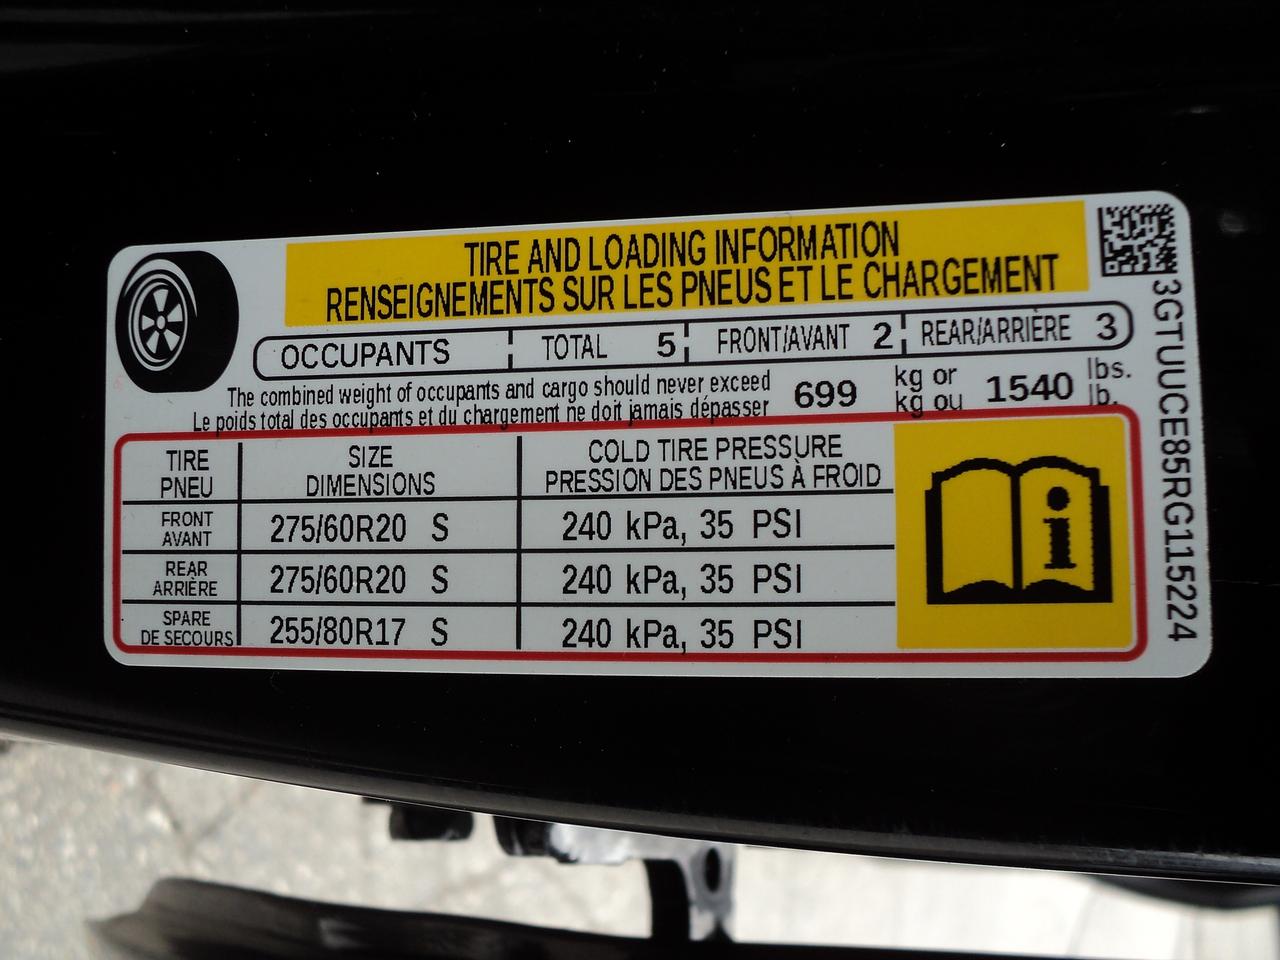 TIRE AND LOADING INFORMATION
RENSEIGNEMENTS SUR LES PNEUS ET LE CHARGEMENT
OCCUPANTS TOTAL 5 FRONT/AVANT 2 REAR/ARRIÈRE 3
The combined weight of occupants and cargo should never exceed 699 kg or 1540 lbs.
Le poids total des occupants et du chargement ne doit jamais dépasser kg ou lb.
TIRE SIZE COLD TIRE PRESSURE
PNEU DIMENSIONS PRESSION DES PNEUS À FROID
FRONT
AVANT 275/60R20 S 240 kPa, 35 PSI
REAR
ARRIÈRE 275/60R20 S 240 kPa, 35 PSI
SPARE
DE SECOURS 255/80R17 S 240 kPa, 35 PSI
3GTUUCE85RG115224